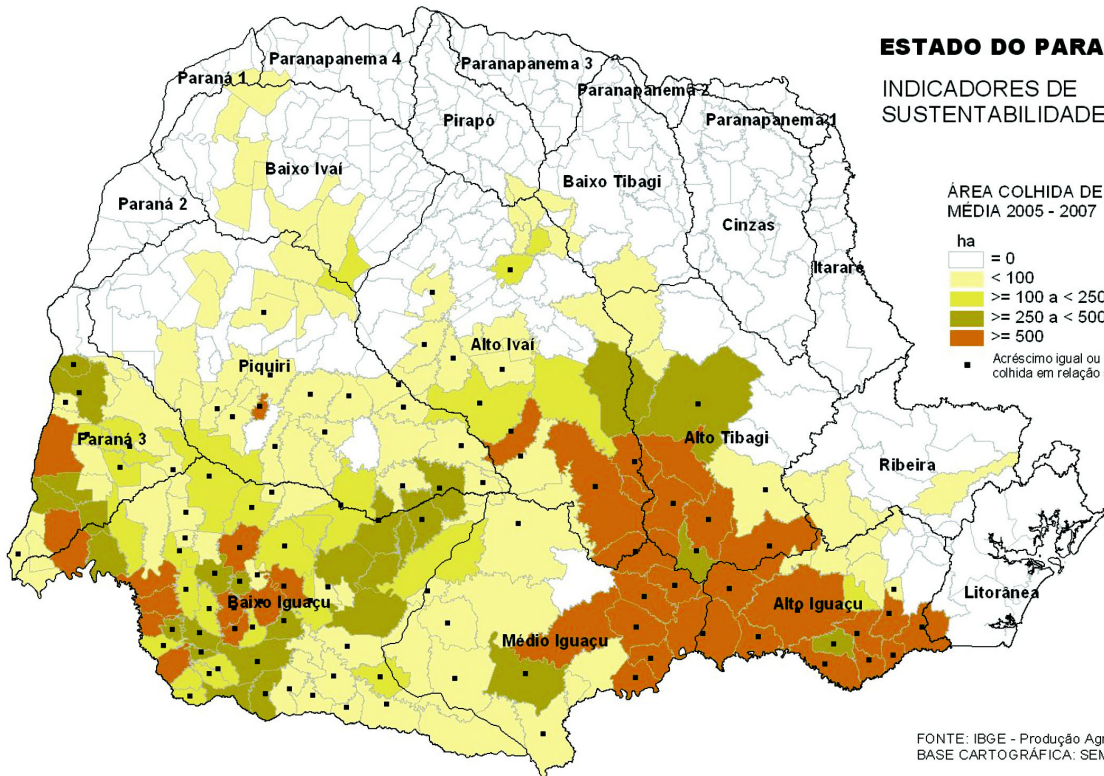 ESTADO DO PARA
INDICADORES DE
SUSTENTABILIDADE
ÁREA COLHIDA DE
MÉDIA 2005 - 2007
ha
= 0
< 100
>= 100 a < 250
>= 250 a < 500
>= 500
Acréscimo igual ou
colhida em relação
Paranapanema 4
Paranapanema 3
Paraná 1
Paranapanema 2
Pirapó
Paranapanema 1
Baixo Ivaí
Baixo Tibagi
Paraná 2
Cinzas
Itararé
Alto Ivaí
Piquiri
Paraná 3
Alto Tibagi
Ribeira
Litorânea
Baixo Iguaçu
Alto Iguaçu
Médio Iguaçu
FONTE: IBGE - Produção Agr
BASE CARTOGRÁFICA: SEM